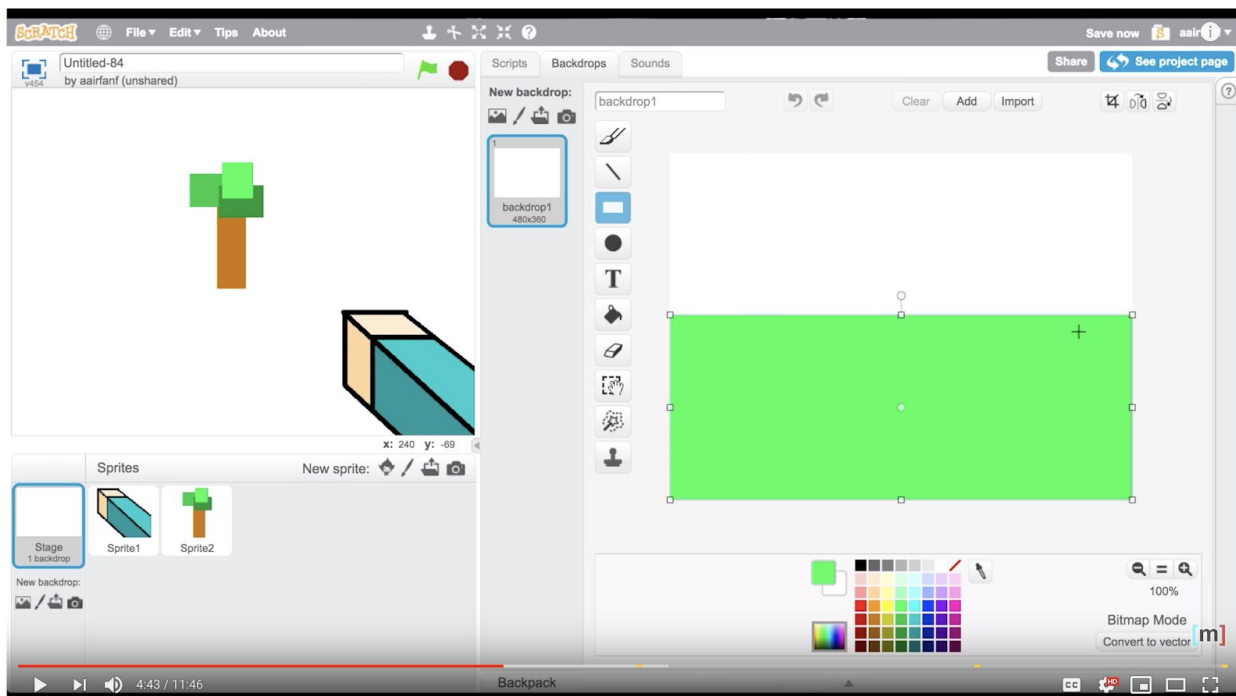 SCRATCH File▾ Edit▾ Tips About Save now aair
Untitled-84
v454 by aairfanf (unshared)
Scripts Backdrops Sounds Share See project page
New backdrop:
backdrop1 Clear Add Import
1
backdrop1
480x360
T
x: 240 y: -69
Sprites New sprite:
Stage
1 backdrop
Sprite1 Sprite2
New backdrop:
100%
Bitmap Mode
Convert to vector
[m]
4:43 / 11:46
Backpack
CC HD